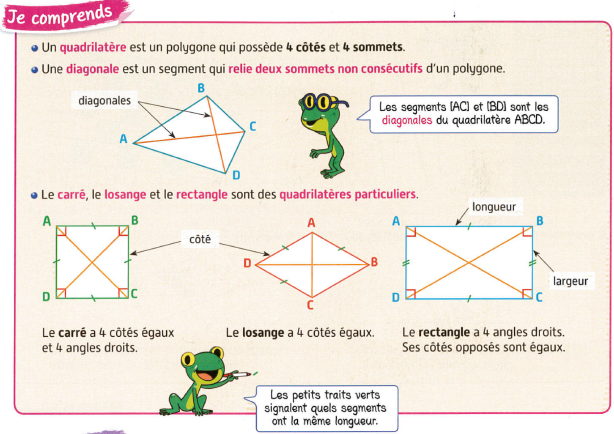 Je comprends
Un quadrilatère est un polygone qui possède 4 côtés et 4 sommets.
Une diagonale est un segment qui relie deux sommets non consécutifs d'un polygone.
diagonales
A
B
C
D
Les segments [AC] et [BD] sont les
diagonales du quadrilatère ABCD.
Le carré, le losange et le rectangle sont des quadrilatères particuliers.
A
B
D
C
côté
A
D
B
C
longueur
A
B
largeur
D
C
Le carré a 4 côtés égaux
et 4 angles droits.
Le losange a 4 côtés égaux.
Le rectangle a 4 angles droits.
Ses côtés opposés sont égaux.
Les petits traits verts
signalent quels segments
ont la même longueur.